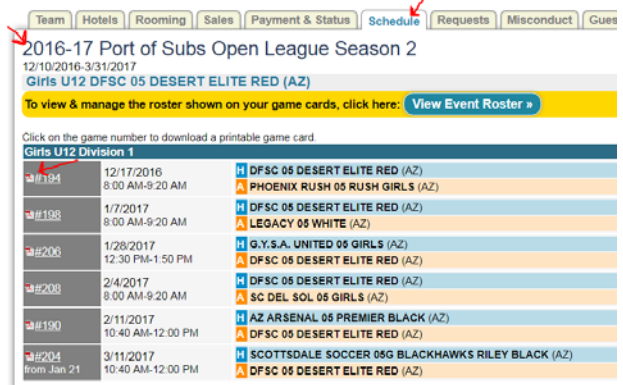 Team Hotels Rooming Sales Payment & Status Schedule Requests Misconduct Gues
2016-17 Port of Subs Open League Season 2
12/10/2016-3/31/2017
Girls U12 DFSC 05 DESERT ELITE RED (AZ)
To view & manage the roster shown on your game cards, click here: View Event Roster »
Click on the game number to download a printable game card.
Girls U12 Division 1
#194 12/17/2016 H DFSC 05 DESERT ELITE RED (AZ)
8:00 AM-9:20 AM A PHOENIX RUSH 05 RUSH GIRLS (AZ)
#198 1/7/2017 H DFSC 05 DESERT ELITE RED (AZ)
8:00 AM-9:20 AM A LEGACY 05 WHITE (AZ)
#206 1/28/2017 H G.Y.S.A. UNITED 05 GIRLS (AZ)
12:30 PM-1:50 PM A DFSC 05 DESERT ELITE RED (AZ)
#208 2/4/2017 H DFSC 05 DESERT ELITE RED (AZ)
8:00 AM-9:20 AM A SC DEL SOL 05 GIRLS (AZ)
#190 2/11/2017 H AZ ARSENAL 05 PREMIER BLACK (AZ)
10:40 AM-12:00 PM A DFSC 05 DESERT ELITE RED (AZ)
#204 3/11/2017 H SCOTTSDALE SOCCER 05G BLACKHAWKS RILEY BLACK (AZ)
from Jan 21 10:40 AM-12:00 PM A DFSC 05 DESERT ELITE RED (AZ)